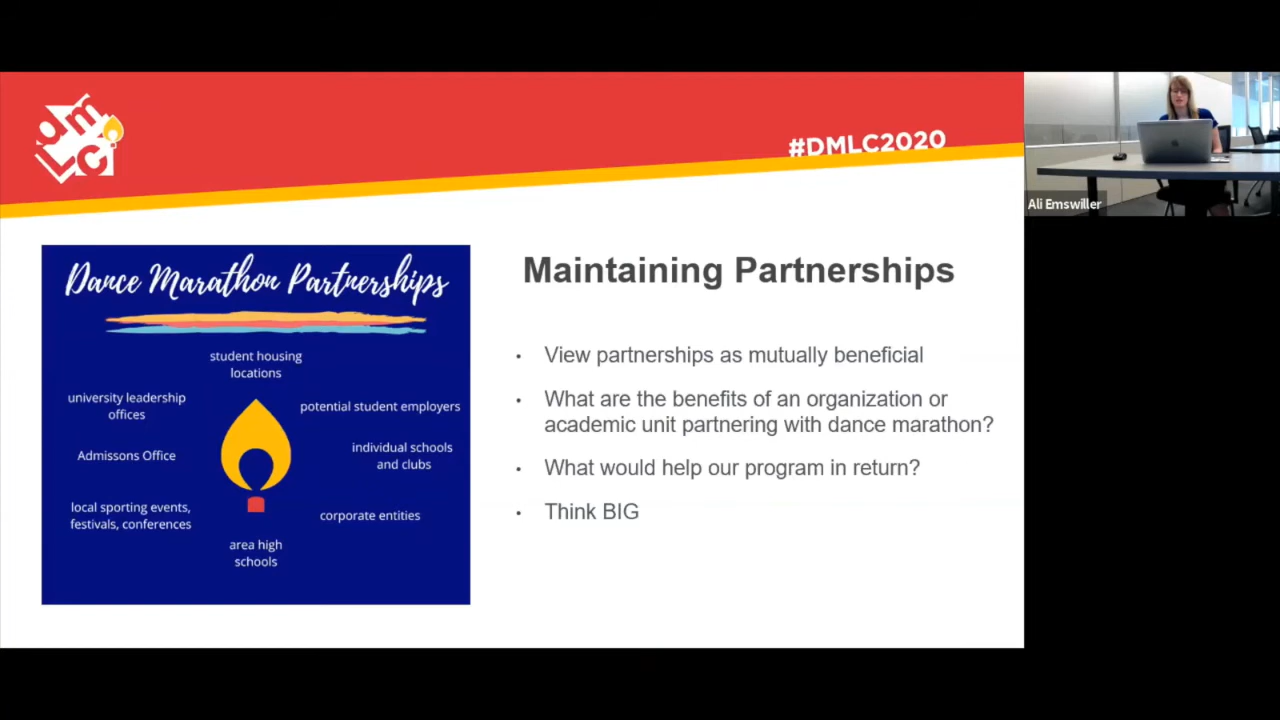 DMLC
#DMLC2020
Ali Emswiller
Dance Marathon Partnerships
student housing
locations
university leadership
offices
potential student employers
Admissons Office
individual schools
and clubs
local sporting events,
festivals, conferences
corporate entities
area high
schools
Maintaining Partnerships
• View partnerships as mutually beneficial
• What are the benefits of an organization or
academic unit partnering with dance marathon?
• What would help our program in return?
• Think BIG